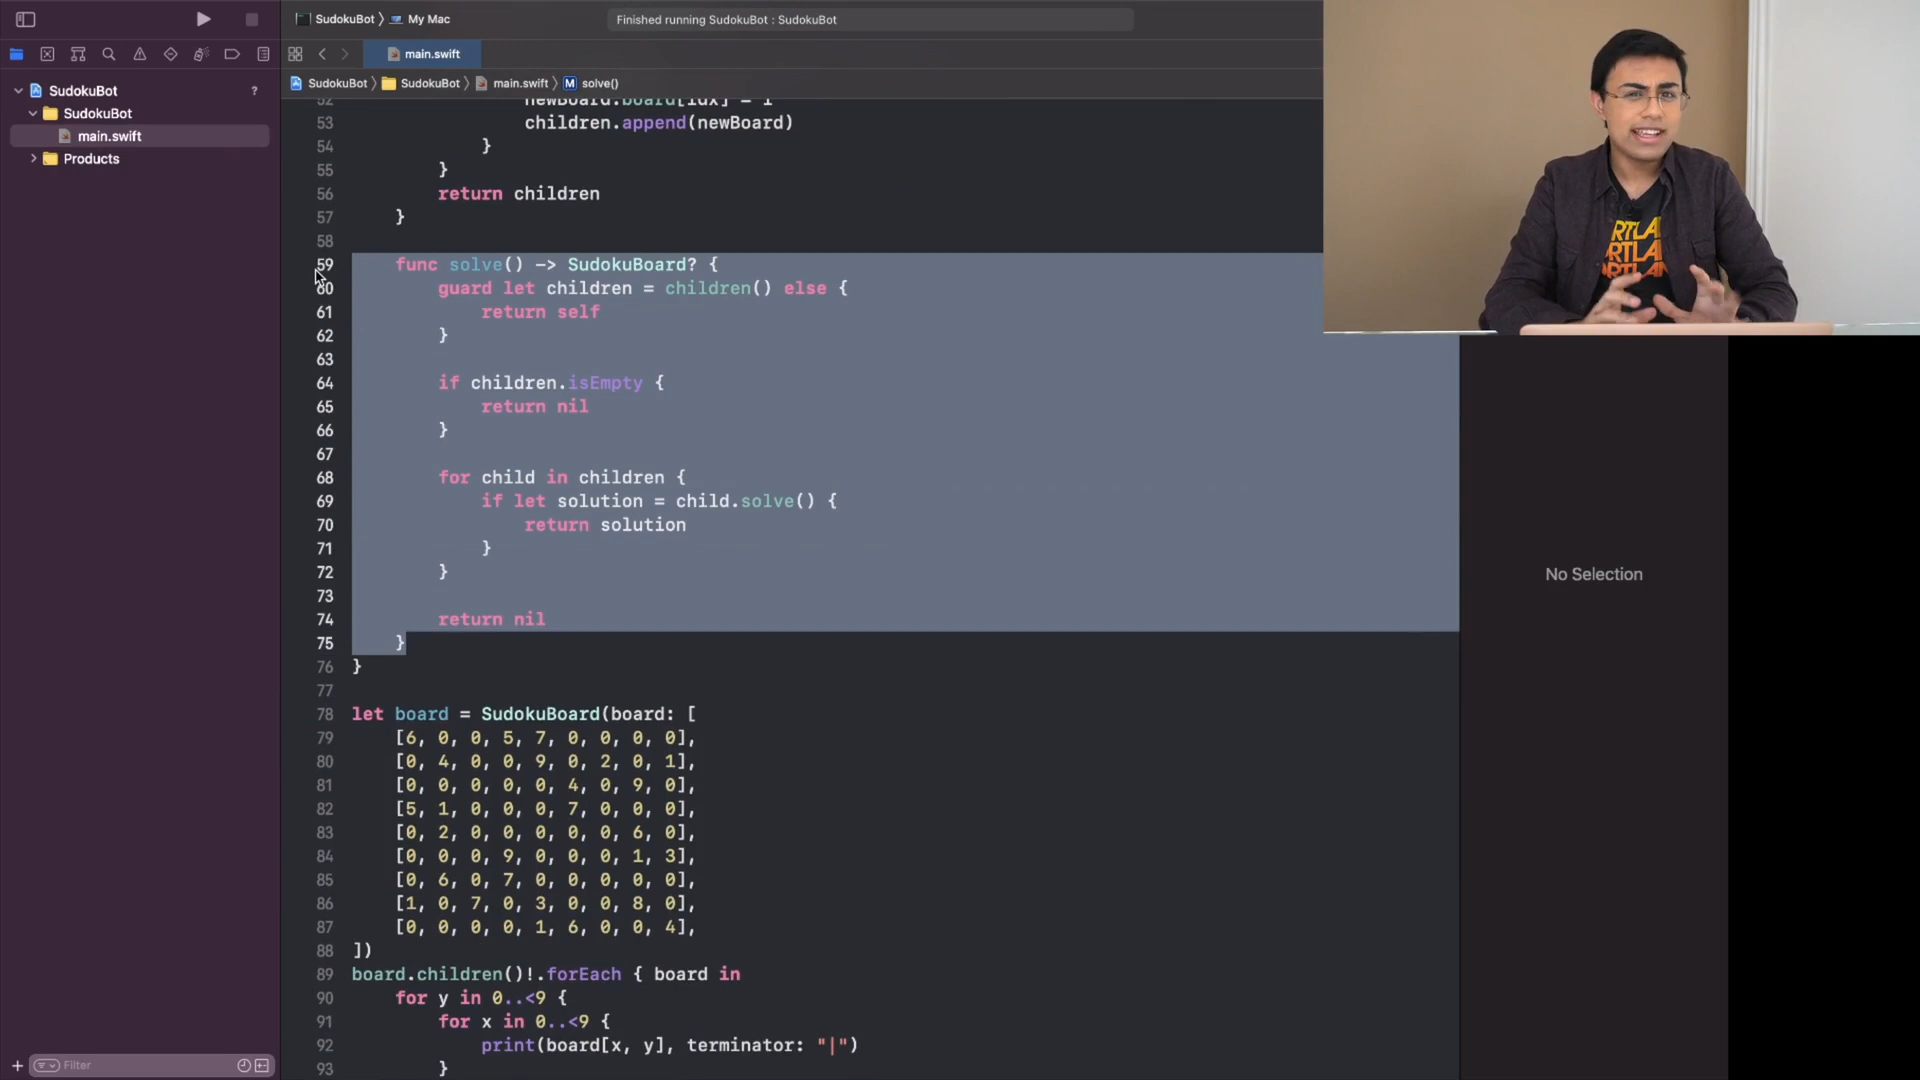 SudokuBot
My Mac
Finished running SudokuBot : SudokuBot
main.swift
SudokuBot
SudokuBot
main.swift
M
solve()
SudokuBot
?
SudokuBot
main.swift
Products
52 newBoard.board[idx] = i
53 children.append(newBoard)
54 }
55 }
56 return children
57 }
58
59 func solve() -> SudokuBoard? {
60 guard let children = children() else {
61 return self
62 }
63
64 if children.isEmpty {
65 return nil
66 }
67
68 for child in children {
69 if let solution = child.solve() {
70 return solution
71 }
72 }
73
74 return nil
75 }
76 }
77
78 let board = SudokuBoard(board: [
79 [6, 0, 0, 5, 7, 0, 0, 0, 0],
80 [0, 4, 0, 0, 9, 0, 2, 0, 1],
81 [0, 0, 0, 0, 0, 4, 0, 9, 0],
82 [5, 1, 0, 0, 0, 7, 0, 0, 0],
83 [0, 2, 0, 0, 0, 0, 0, 6, 0],
84 [0, 0, 0, 9, 0, 0, 0, 1, 3],
85 [0, 6, 0, 7, 0, 0, 0, 0, 0],
86 [1, 0, 7, 0, 3, 0, 0, 8, 0],
87 [0, 0, 0, 0, 1, 6, 0, 0, 4],
88 ])
89 board.children()!.forEach { board in
90 for y in 0..<9 {
91 for x in 0..<9 {
92 print(board[x, y], terminator: "|")
93 }
No Selection
Filter